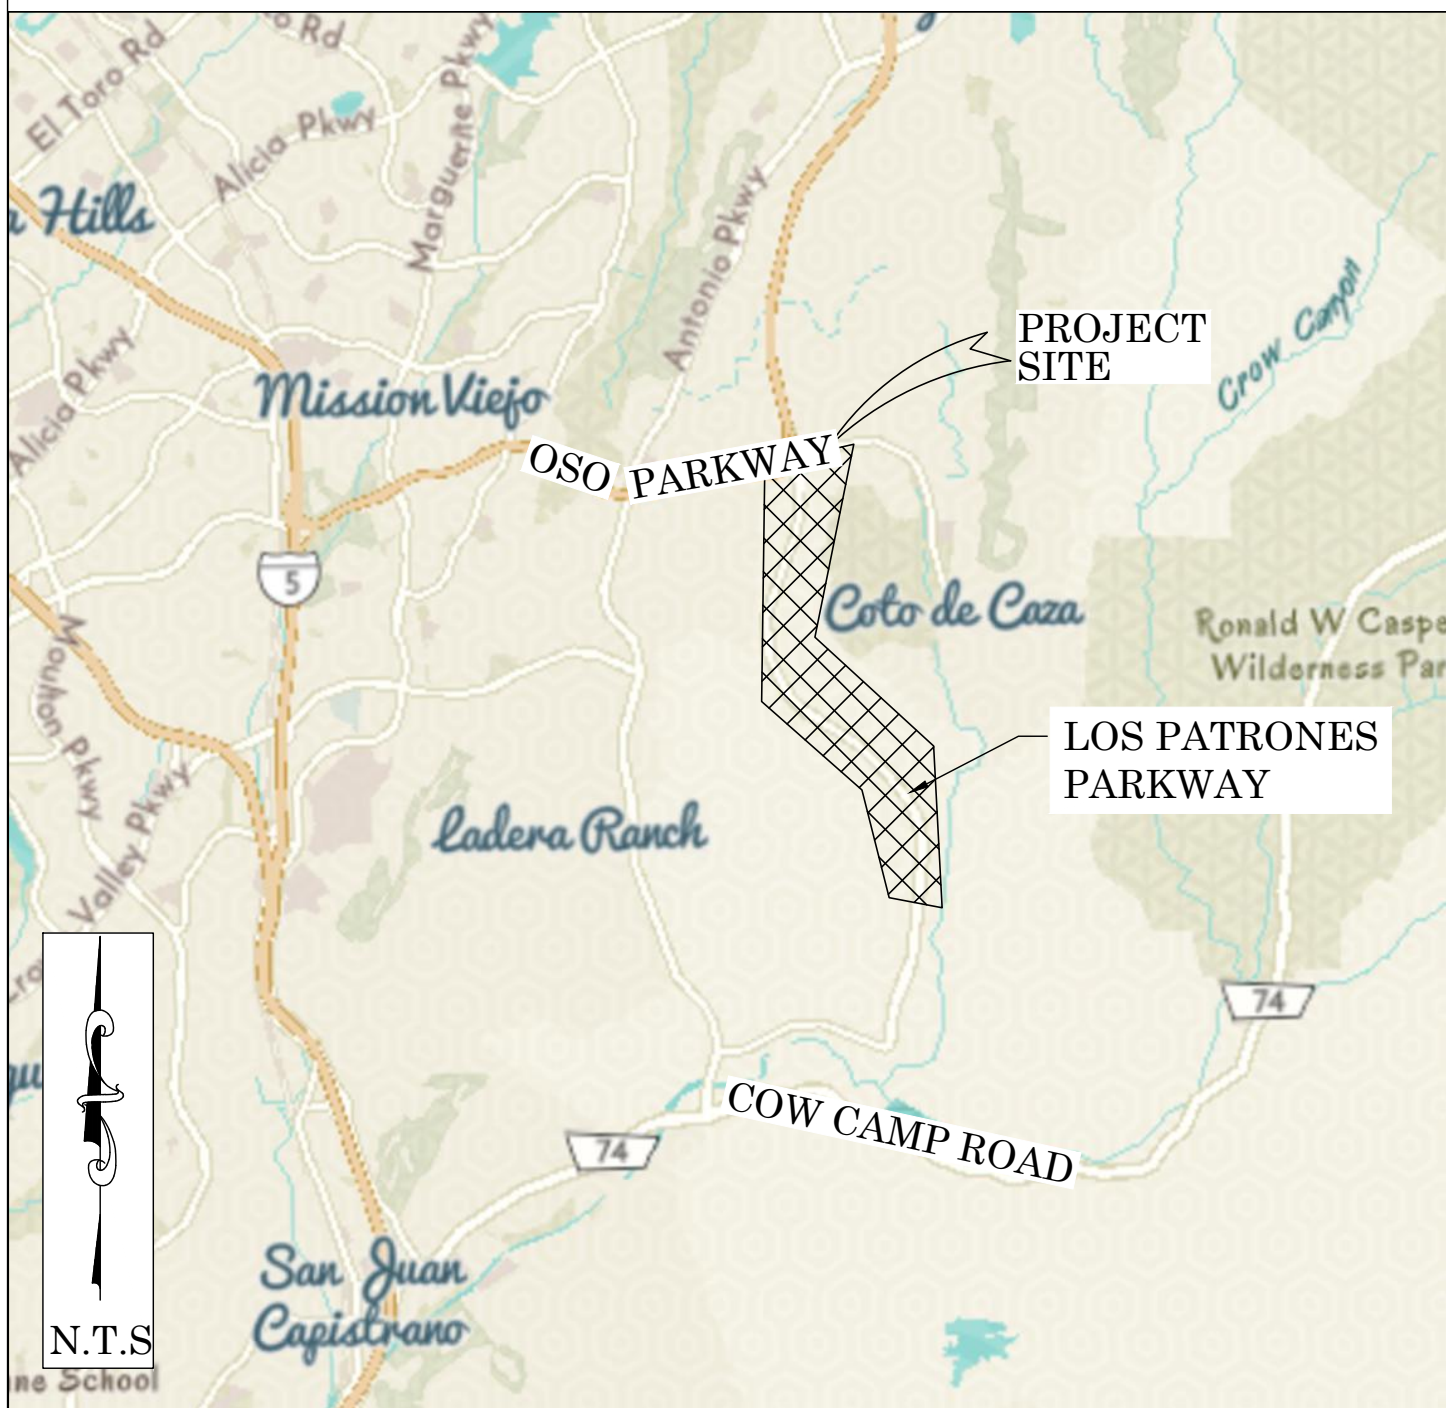 El Toro Rd
o Rd
Alicia Pkwy
Marguerite Pkwy
Antonio Pkwy
a Hills
Alicia Pkwy
Mission Viejo
PROJECT
SITE
Crow Canyon
OSO PARKWAY
5
Coto de Caza
Ronald W Caspe
Wilderness Par
Moulton Pkwy
LOS PATRONES
PARKWAY
Valley Pkwy
Ladera Ranch
74
COW CAMP ROAD
74
San Juan
Capistrano
N.T.S
ne School